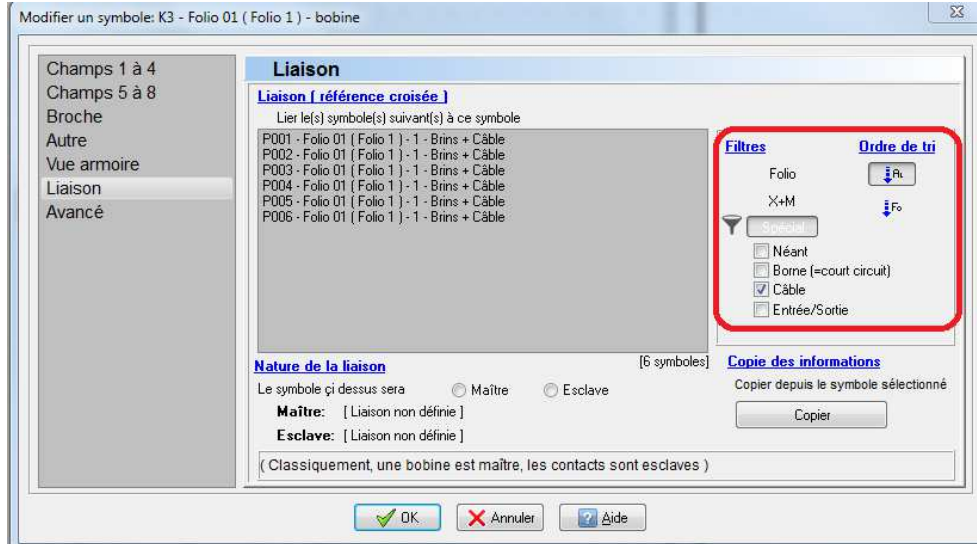 Modifier un symbole: K3 - Folio 01 ( Folio 1 ) - bobine
Champs 1 à 4
Champs 5 à 8
Broche
Autre
Vue armoire
Liaison
Avancé
Liaison
Liaison ( référence croisée )
Lier le(s) symbole(s) suivant(s) à ce symbole
P001 - Folio 01 ( Folio 1 ) - 1 - Brins + Câble
P002 - Folio 01 ( Folio 1 ) - 1 - Brins + Câble
P003 - Folio 01 ( Folio 1 ) - 1 - Brins + Câble
P004 - Folio 01 ( Folio 1 ) - 1 - Brins + Câble
P005 - Folio 01 ( Folio 1 ) - 1 - Brins + Câble
P006 - Folio 01 ( Folio 1 ) - 1 - Brins + Câble
[6 symboles]
Filtres
Ordre de tri
Folio
X+M
Fo
Spécial
Néant
Borne (=court circuit)
Câble
Entrée/Sortie
Nature de la liaison
Le symbole çi dessus sera
Maître
Esclave
Maître: [ Liaison non définie ]
Esclave: [ Liaison non définie ]
( Classiquement, une bobine est maître, les contacts sont esclaves )
Copie des informations
Copier depuis le symbole sélectionné
Copier
OK
Annuler
Aide